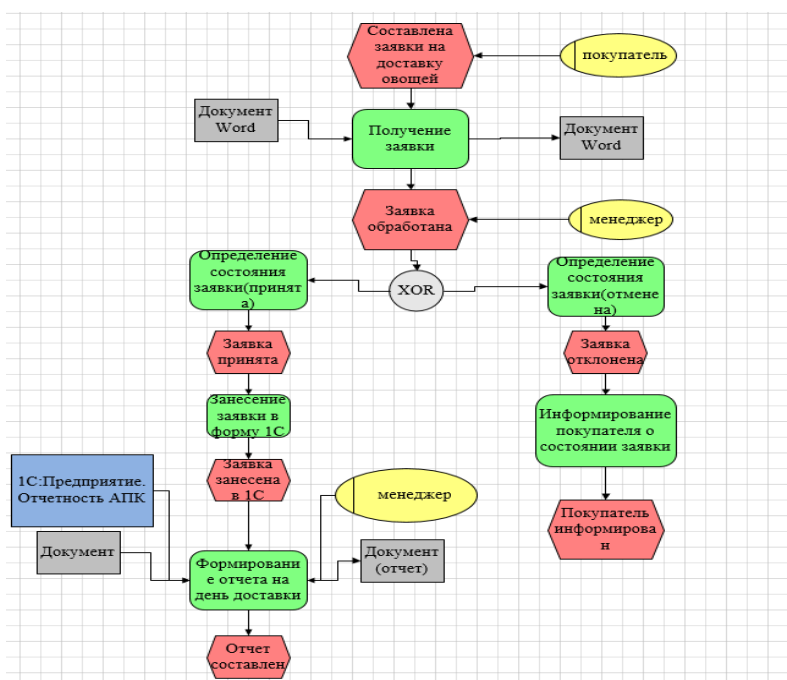 Составлена
заявки на
доставку
овощей
покупатель
Документ
Word
Получение
заявки
Документ
Word
Заявка
обработана
менеджер
Определение
состояния
заявки(принят
а)
XOR
Определение
состояния
заявки(отмене
на)
Заявка
принята
Заявка
отклонена
Занесение
заявки в
форму 1С
Информирование
покупателя о
состоянии заявки
1С:Предприятие.
Отчетность АПК
Заявка
занесена
в 1С
менеджер
Покупатель
информирова
н
Документ
Формировани
е отчета на
день доставки
Документ
(отчет)
Отчет
составлен